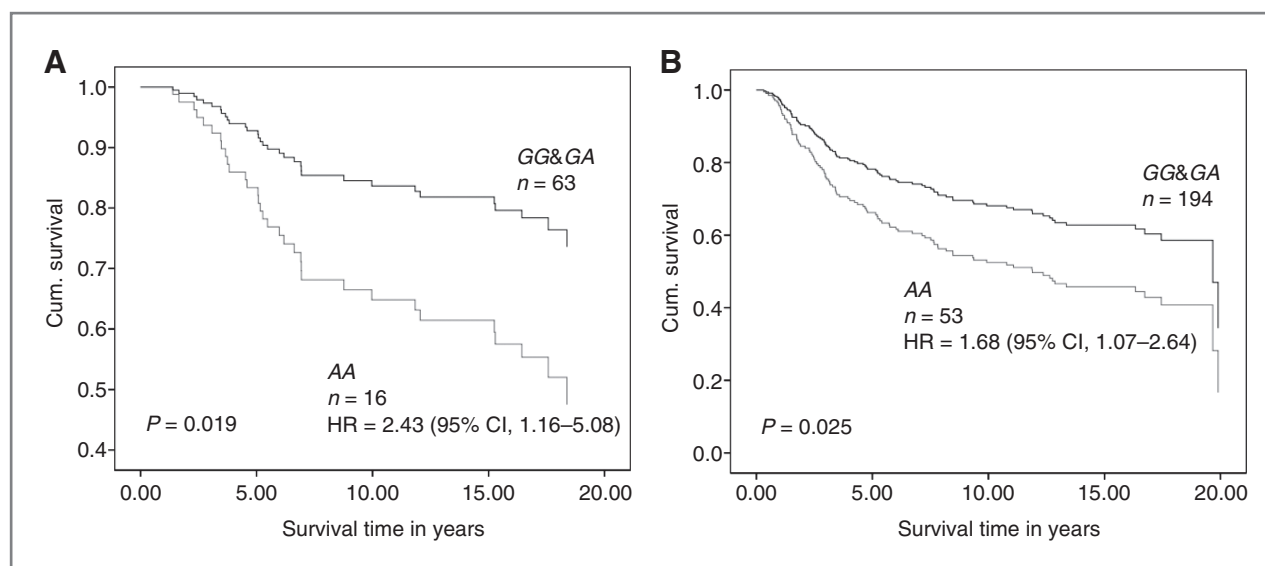 A
Cum. survival
1.0
0.9
0.8
0.7
0.6
0.5
0.4
GG&GA
n = 63
AA
n = 16
HR = 2.43 (95% CI, 1.16–5.08)
P = 0.019
0.00 5.00 10.00 15.00 20.00
Survival time in years
B
Cum. survival
1.0
0.8
0.6
0.4
0.2
0.0
GG&GA
n = 194
AA
n = 53
HR = 1.68 (95% CI, 1.07–2.64)
P = 0.025
0.00 5.00 10.00 15.00 20.00
Survival time in years